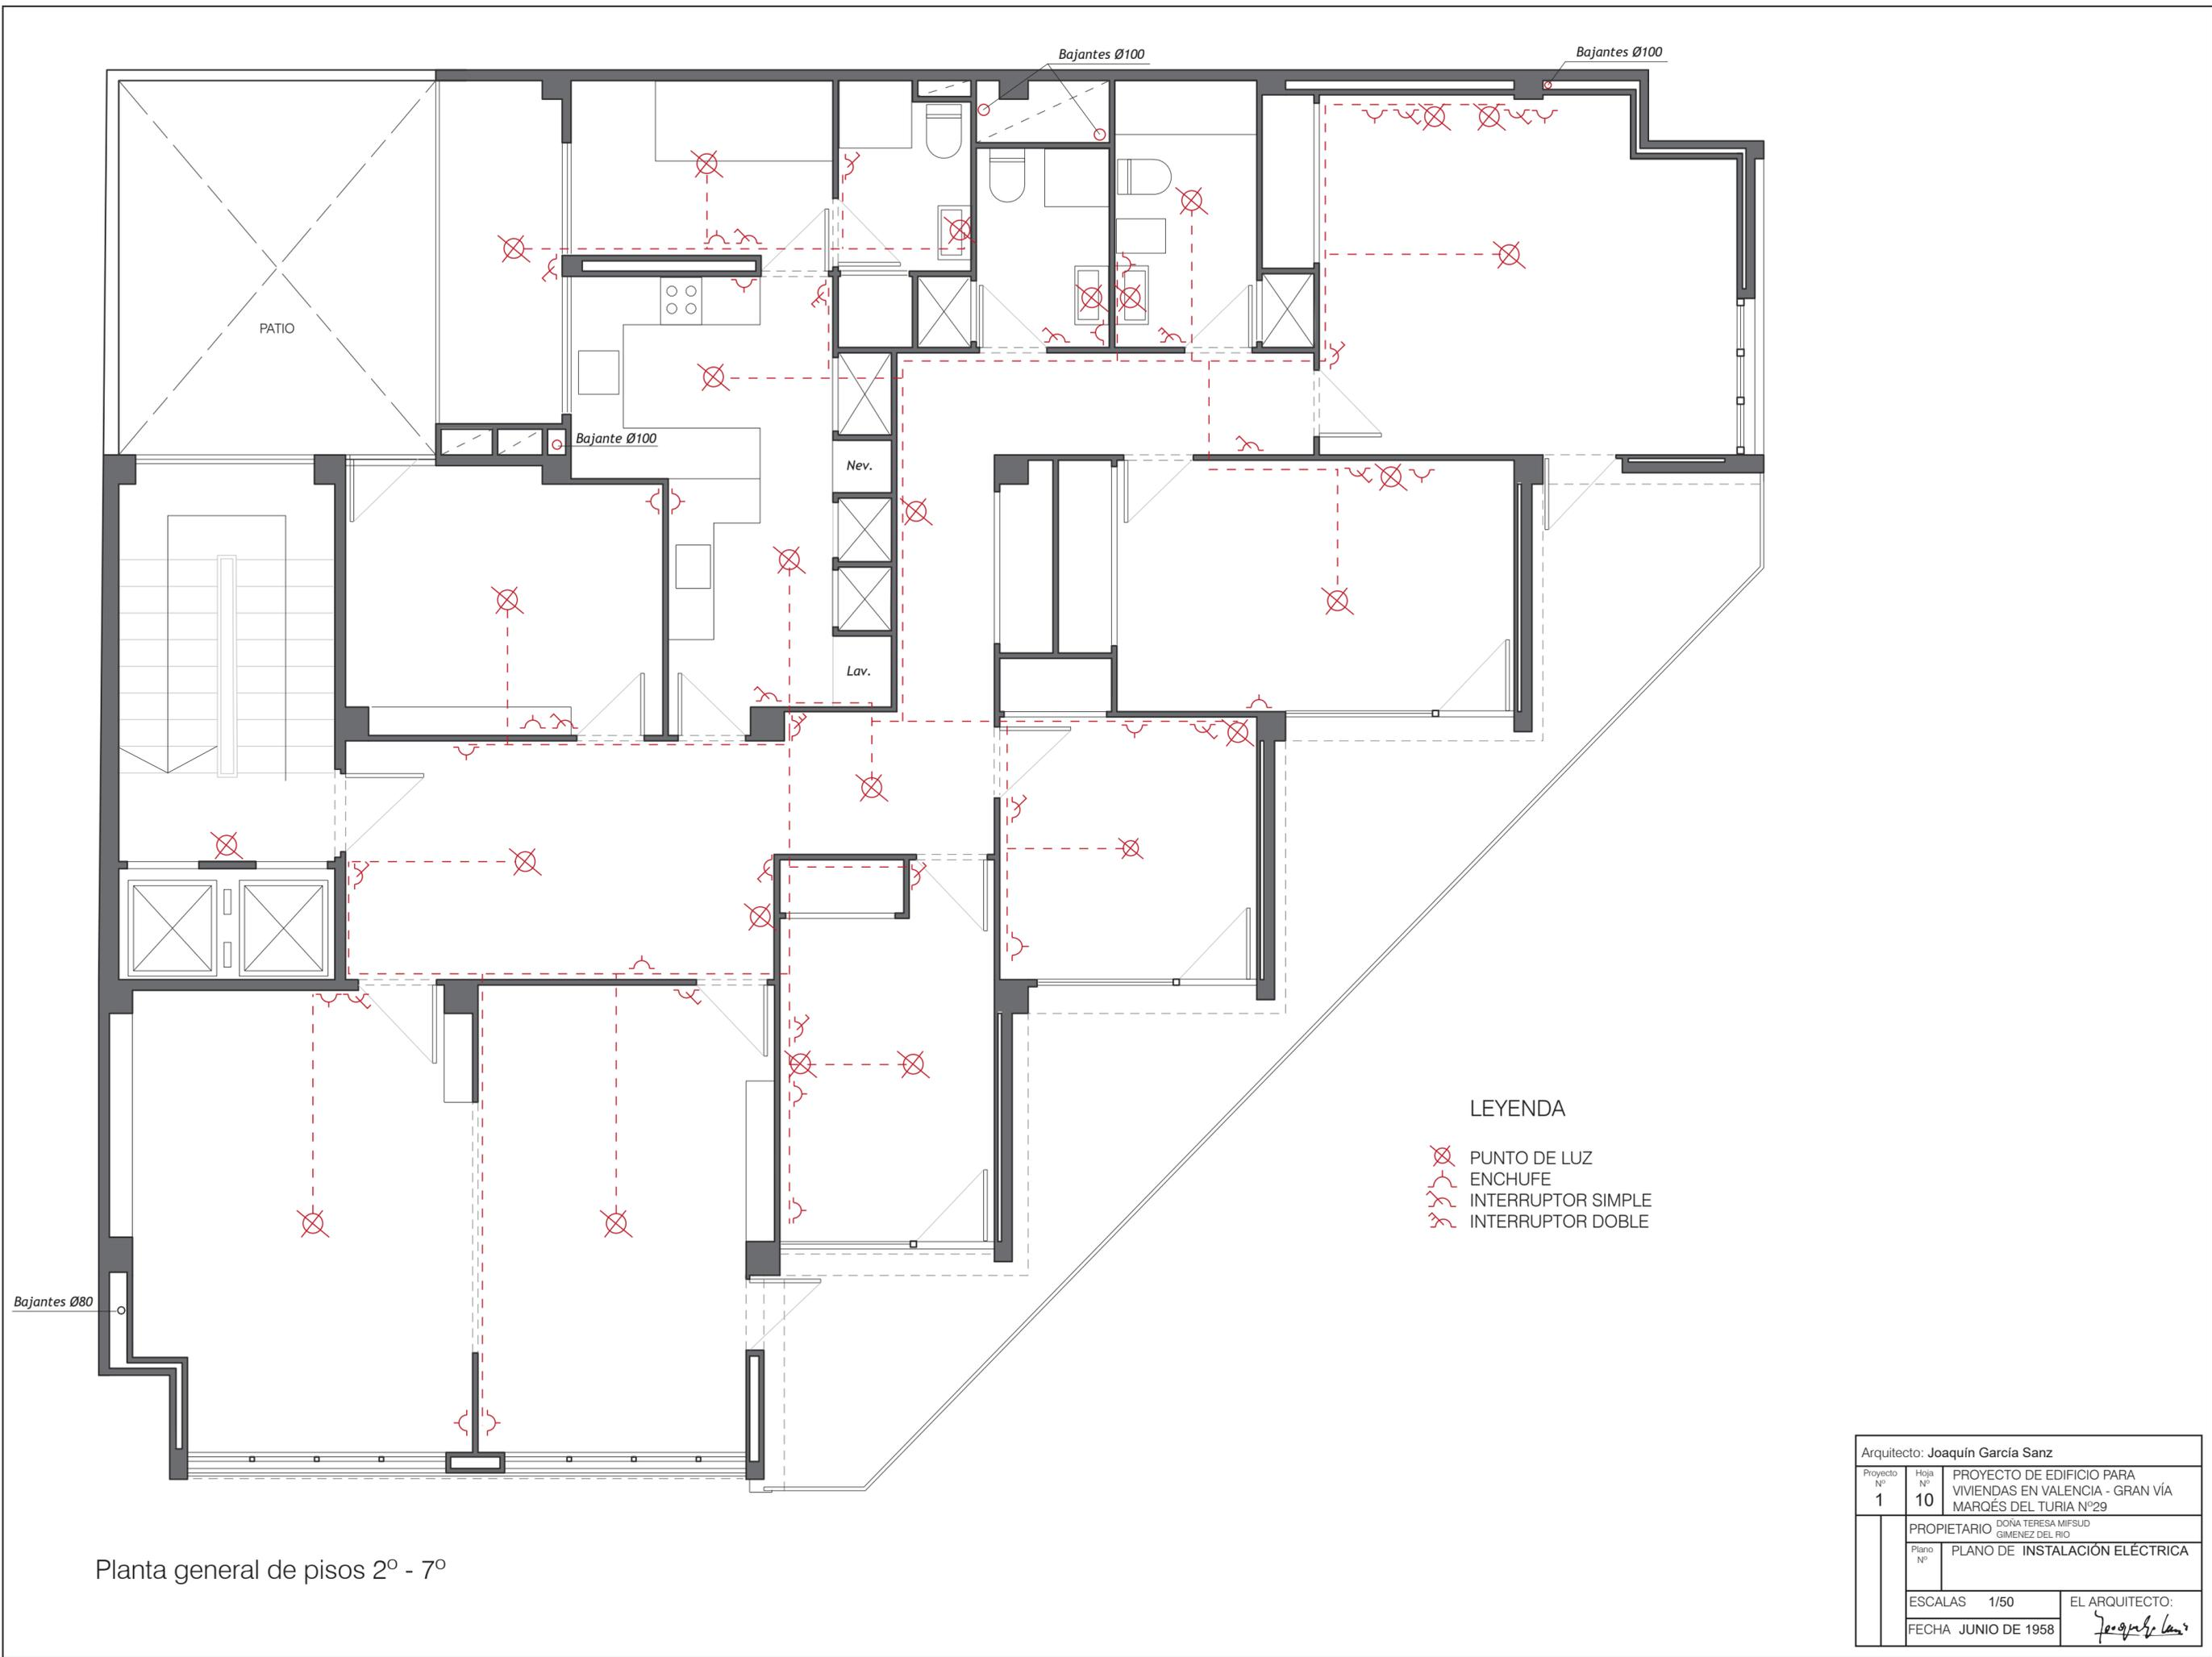 Bajantes Ø100
Bajantes Ø100
PATIO
Bajante Ø100
Nev.
Lav.
LEYENDA
PUNTO DE LUZ
ENCHUFE
INTERRUPTOR SIMPLE
INTERRUPTOR DOBLE
Bajantes Ø80
Planta general de pisos 2º - 7º
Arquitecto: Joaquín García Sanz
Proyecto Nº
1
Hoja Nº
10
PROYECTO DE EDIFICIO PARA
VIVIENDAS EN VALENCIA - GRAN VÍA
MARQÉS DEL TURIA Nº29
PROPIETARIO DOÑA TERESA MIFSUD
GIMENEZ DEL RIO
Plano Nº
PLANO DE INSTALACIÓN ELÉCTRICA
ESCALAS 1/50
EL ARQUITECTO:
FECHA JUNIO DE 1958